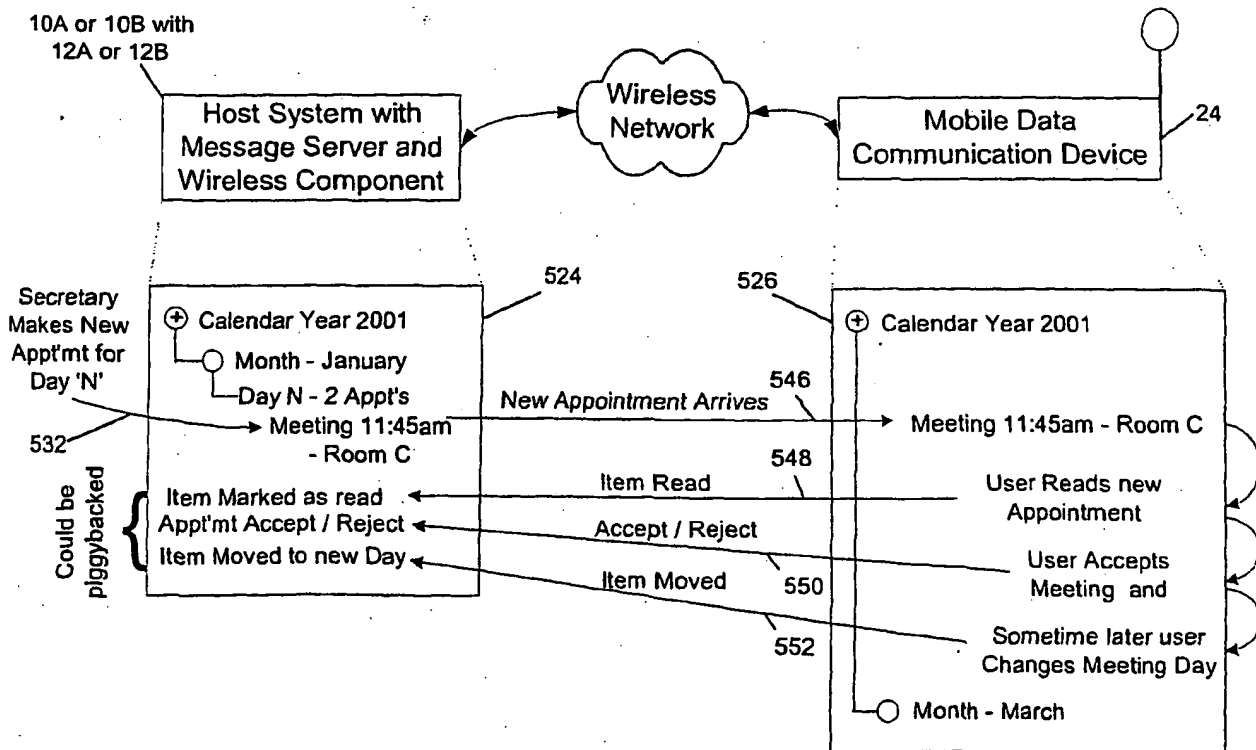 10A or 10B with
12A or 12B
Host System with
Message Server and
Wireless Component
Wireless
Network
Mobile Data
Communication Device
24
524
526
Secretary
Makes New
Appt'mt for
Day 'N'
532
Calendar Year 2001
Month - January
Day N - 2 Appt's
Meeting 11:45am
- Room C
New Appointment Arrives
546
Calendar Year 2001
Meeting 11:45am - Room C
Could be
piggybacked
Item Marked as read
Appt'mt Accept / Reject
Item Moved to new Day
Item Read
548
Accept / Reject
550
Item Moved
552
User Reads new
Appointment
User Accepts
Meeting and
Sometime later user
Changes Meeting Day
Month - March